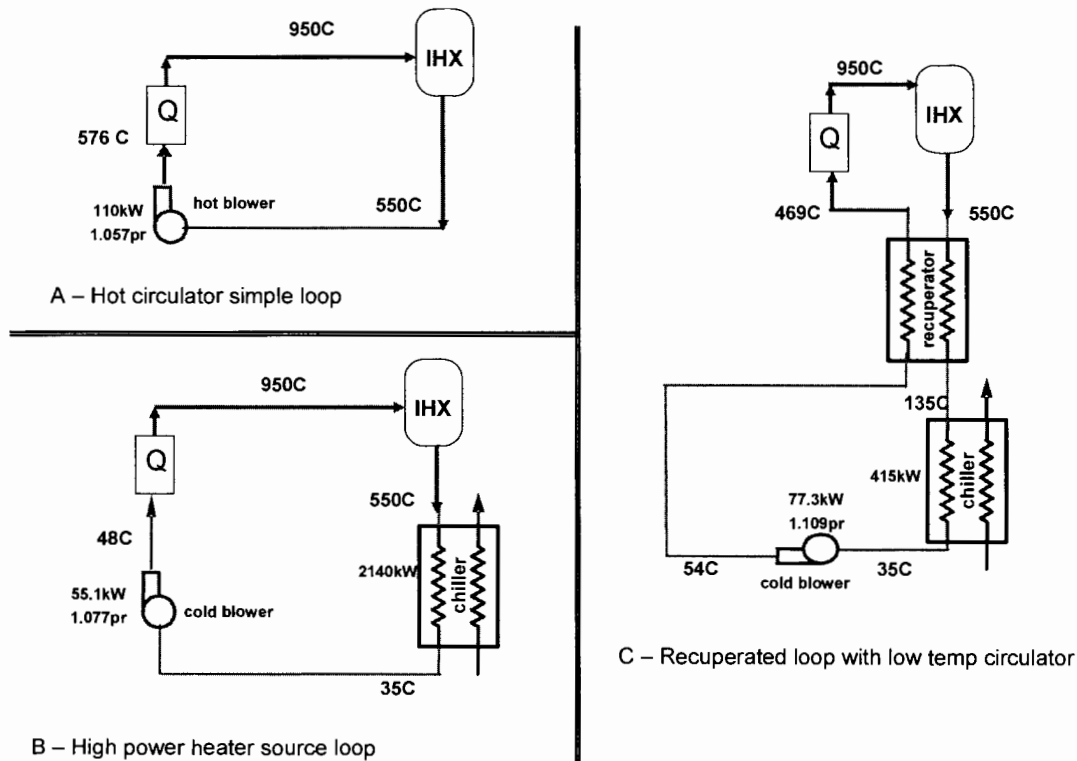 950C
IHX
Q
576 C
hot blower
110kW
1.057pr
550C
A – Hot circulator simple loop
950C
IHX
Q
550C
48C
2140kW
chiller
55.1kW
1.077pr
cold blower
35C
B – High power heater source loop
950C
IHX
Q
469C
550C
recuperator
135C
415kW
chiller
77.3kW
1.109pr
54C
35C
cold blower
C – Recuperated loop with low temp circulator